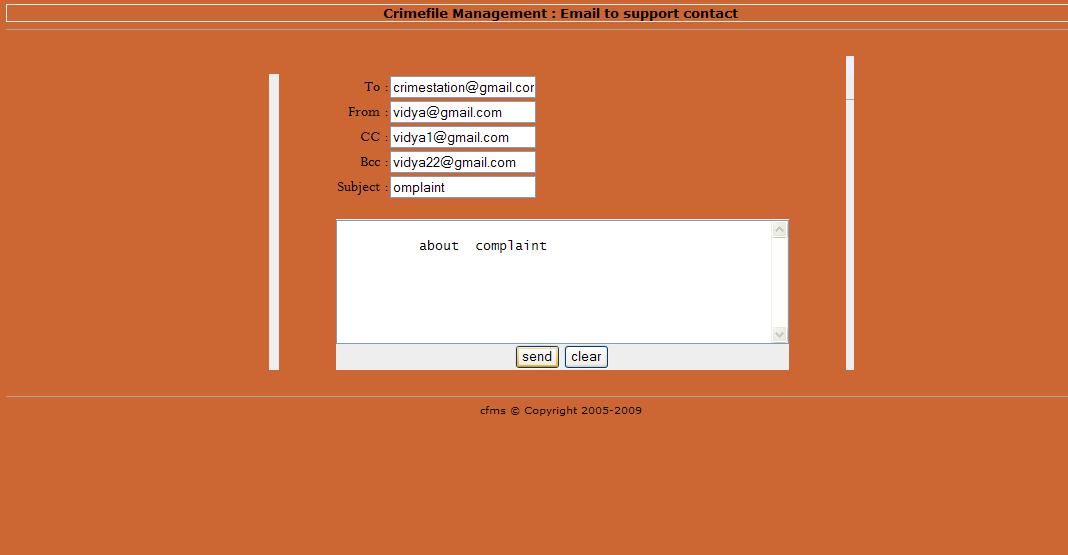 Crimefile Management : Email to support contact
To : crimestation@gmail.con
From : vidya@gmail.com
CC : vidya1@gmail.com
Bcc : vidya22@gmail.com
Subject : omplaint
about complaint
send clear
cfms © Copyright 2005-2009